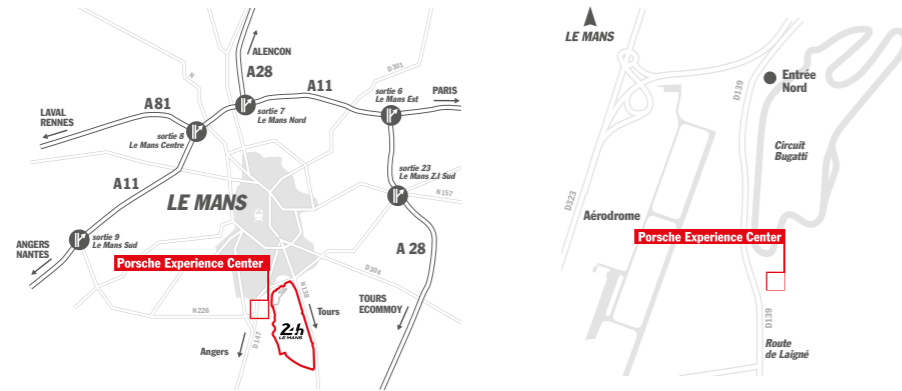 ALENCON
A28
A11
D301
N
sortie 6
Le Mans Est
PARIS
A81
sortie 7
Le Mans Nord
LAVAL
RENNES
sortie 8
Le Mans Centre
A11
LE MANS
sortie 23
Le Mans Z.I Sud
N157
ANGERS
NANTES
sortie 9
Le Mans Sud
A 28
Porsche Experience Center
D304
N138
TOURS
ECOMMOY
N226
Tours
24h
LE MANS
Angers
D147
LE MANS
D139
Entrée
Nord
Circuit
Bugatti
D323
Aérodrome
Porsche Experience Center
D139
Route
de Laigné